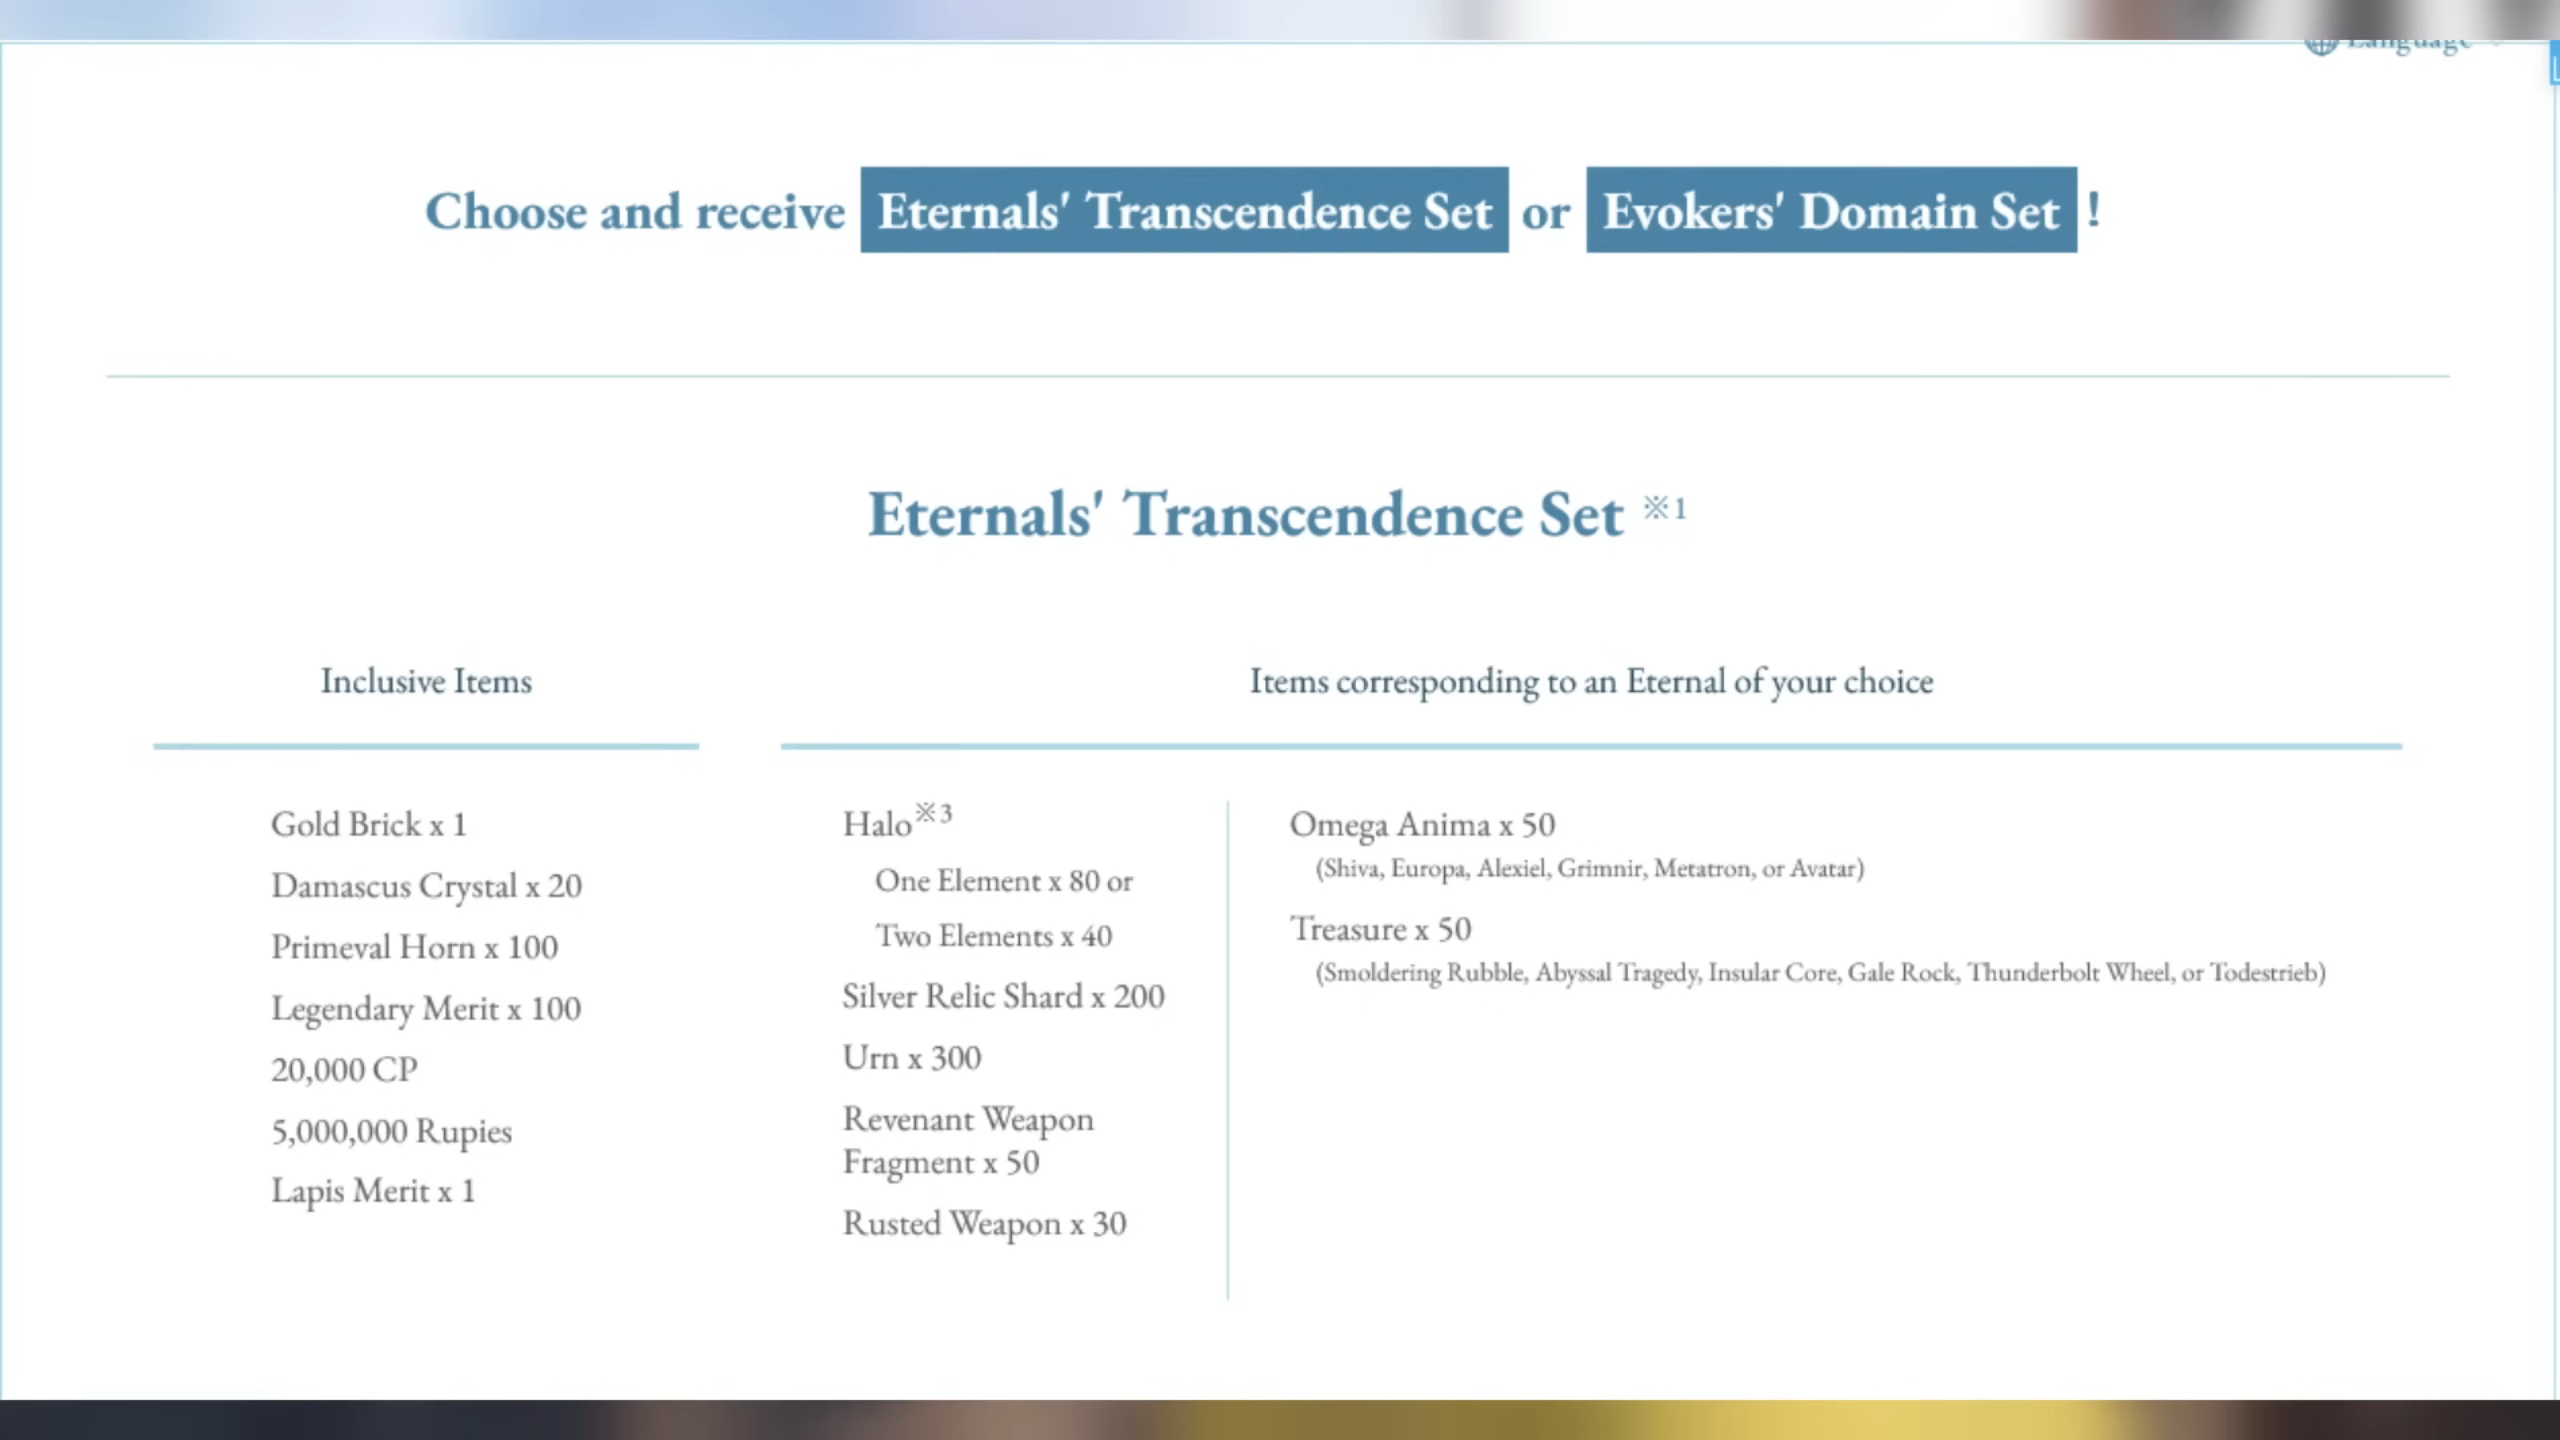 Language
Choose and receive Eternals' Transcendence Set or Evokers' Domain Set !
Eternals' Transcendence Set ※1
Inclusive Items
Gold Brick x 1
Damascus Crystal x 20
Primeval Horn x 100
Legendary Merit x 100
20,000 CP
5,000,000 Rupies
Lapis Merit x 1
Items corresponding to an Eternal of your choice
Halo※3
One Element x 80 or
Two Elements x 40
Silver Relic Shard x 200
Urn x 300
Revenant Weapon
Fragment x 50
Rusted Weapon x 30
Omega Anima x 50
(Shiva, Europa, Alexiel, Grimnir, Metatron, or Avatar)
Treasure x 50
(Smoldering Rubble, Abyssal Tragedy, Insular Core, Gale Rock, Thunderbolt Wheel, or Todestrieb)